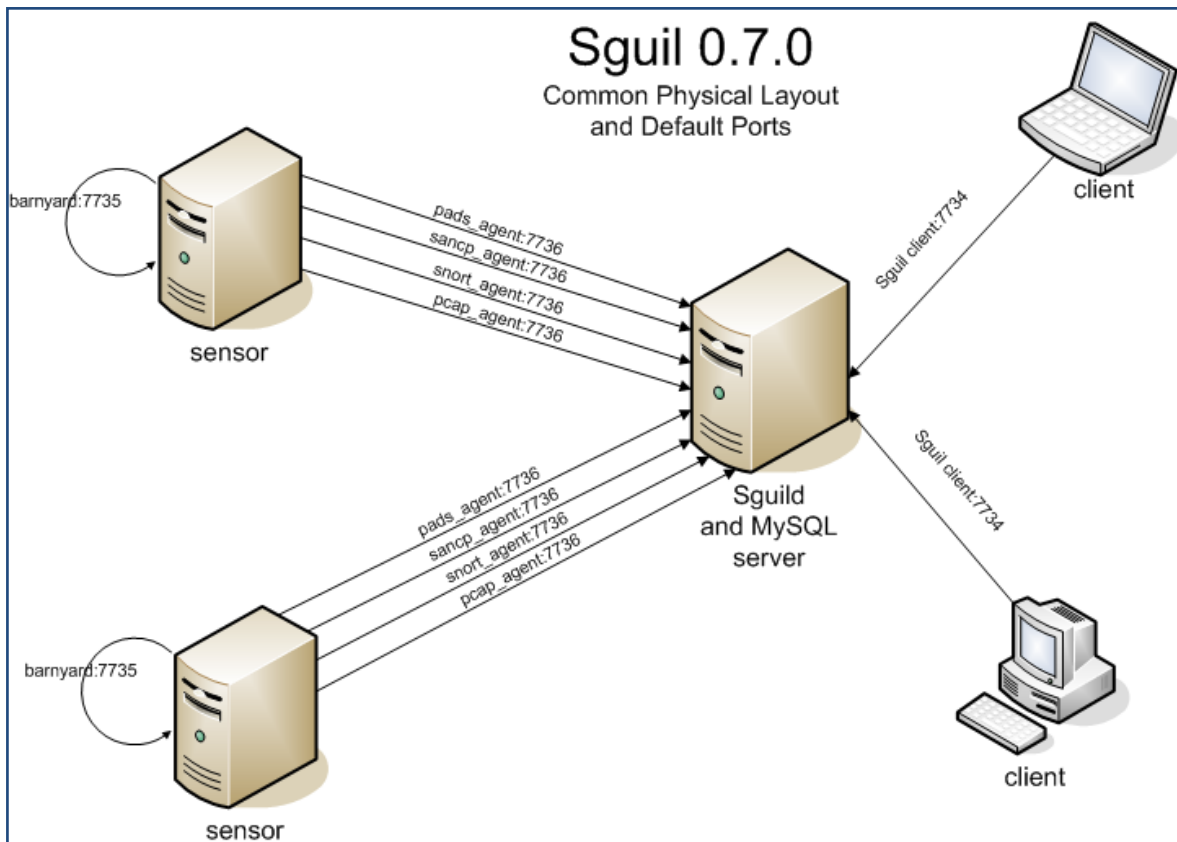 Sguil 0.7.0
Common Physical Layout
and Default Ports
client
barnyard:7735
pads_agent:7736
sancp_agent:7736
snort_agent:7736
pcap_agent:7736
Sguil client:7734
sensor
Sguild
and MySQL
server
pads_agent:7736
sancp_agent:7736
snort_agent:7736
pcap_agent:7736
Sguil client:7734
barnyard:7735
client
sensor